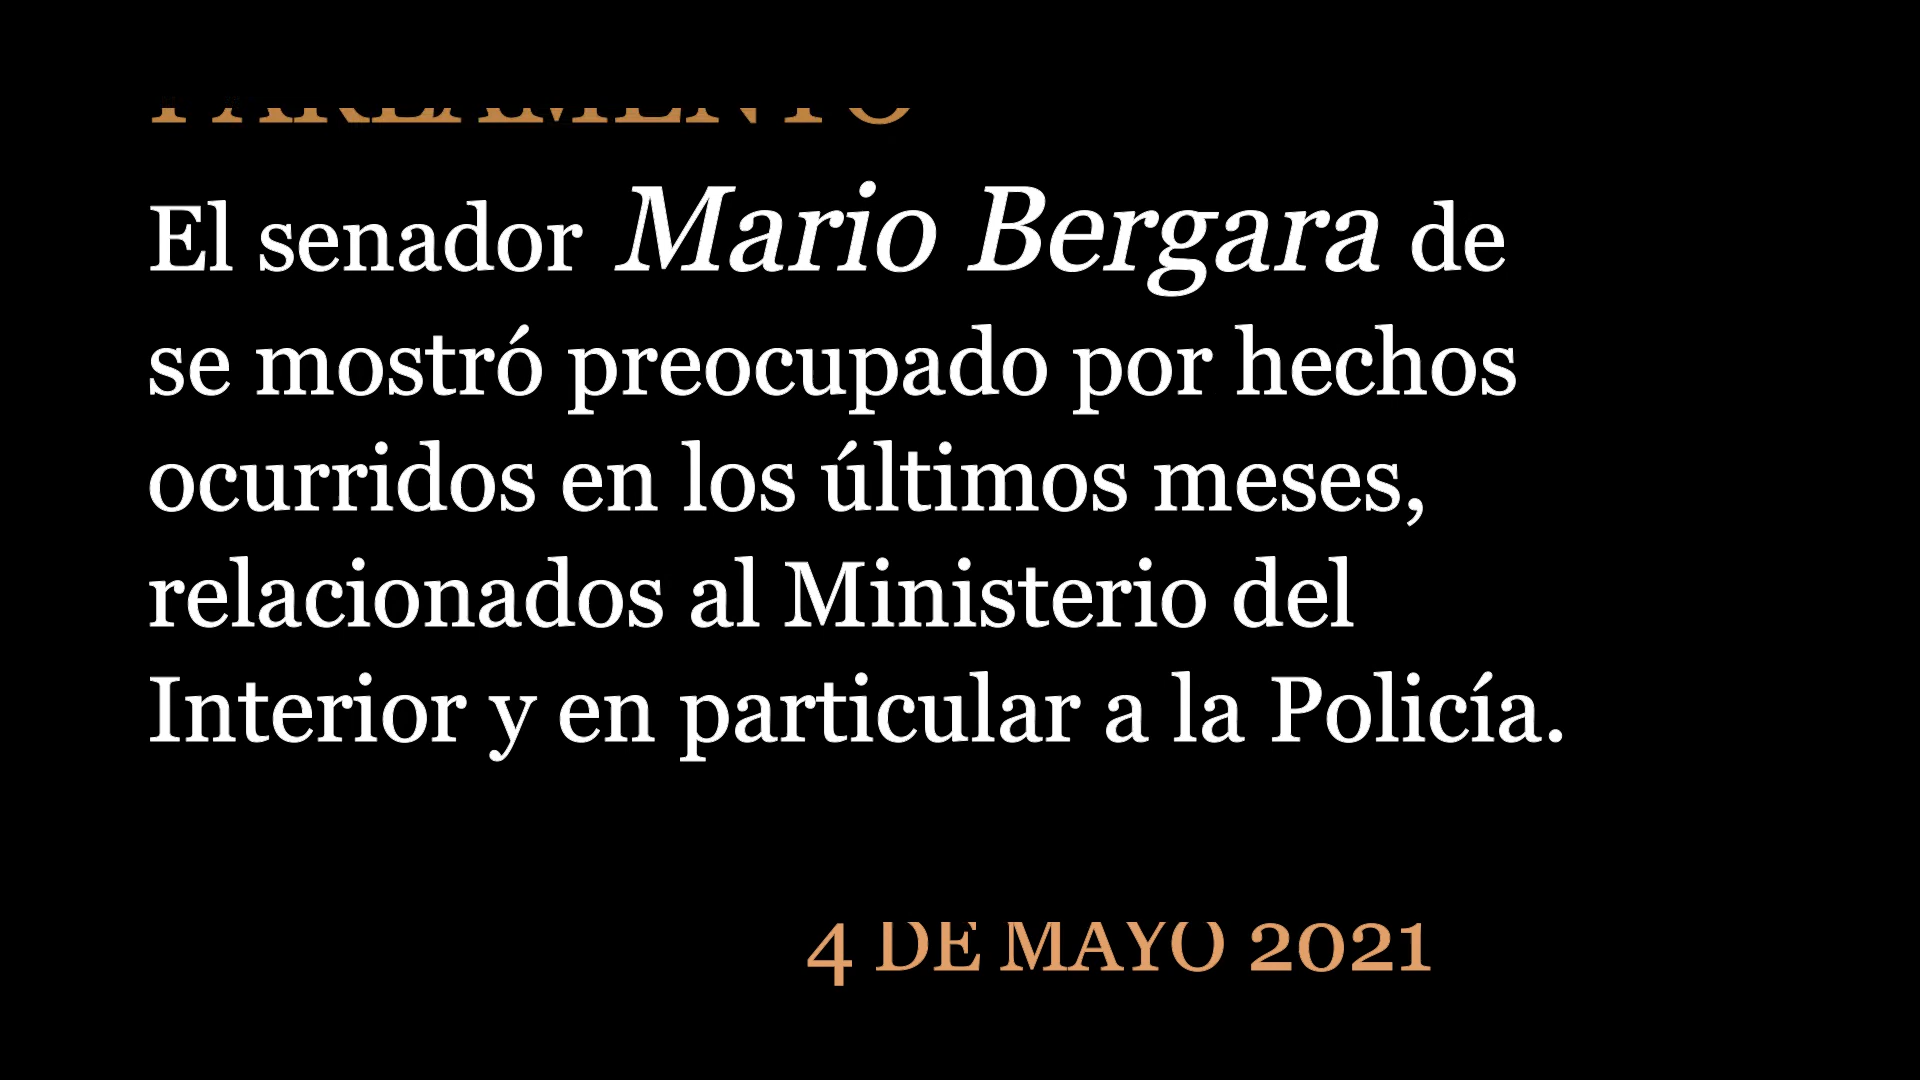 PARLAMENTO
El senador Mario Bergara de
se mostró preocupado por hechos
ocurridos en los últimos meses,
relacionados al Ministerio del
Interior y en particular a la Policía.
4 DE MAYO 2021